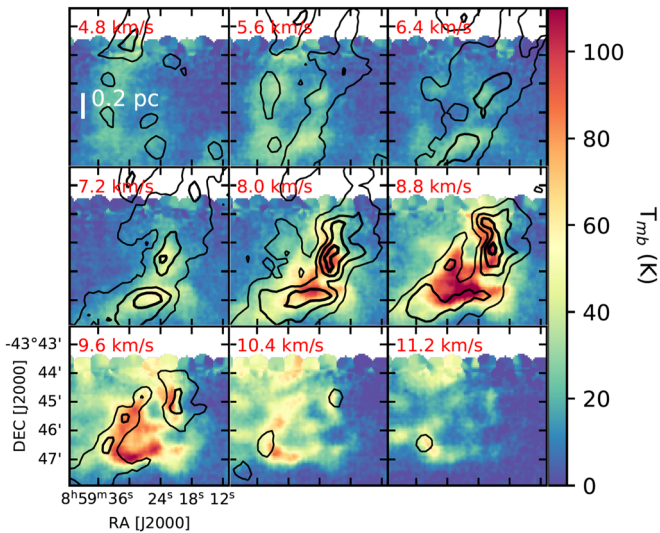 4.8 km/s
5.6 km/s
6.4 km/s
0.2 pc
7.2 km/s
8.0 km/s
8.8 km/s
9.6 km/s
10.4 km/s
11.2 km/s
-43°43'
44'
45'
46'
47'
DEC [J2000]
8ʰ59ᵐ36ˢ 24ˢ 18ˢ 12ˢ
RA [J2000]
100
80
60
40
20
0
T_mb (K)